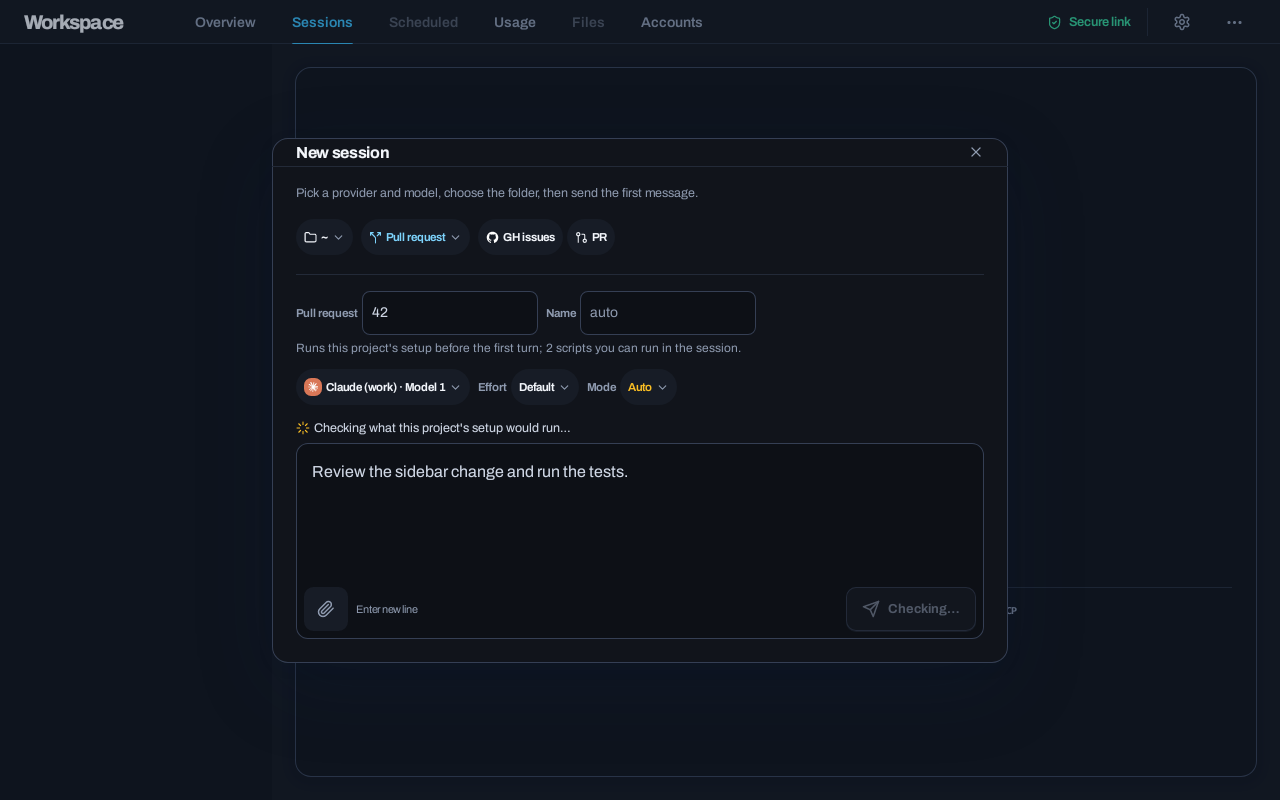 Workspace Overview Sessions Scheduled Usage Files Accounts Secure link
New session
Pick a provider and model, choose the folder, then send the first message.
~ Pull request GH issues PR
Pull request 42 Name auto
Runs this project's setup before the first turn; 2 scripts you can run in the session.
Claude (work) · Model 1 Effort Default Mode Auto
Checking what this project's setup would run...
Review the sidebar change and run the tests.
Enter new line Checking...